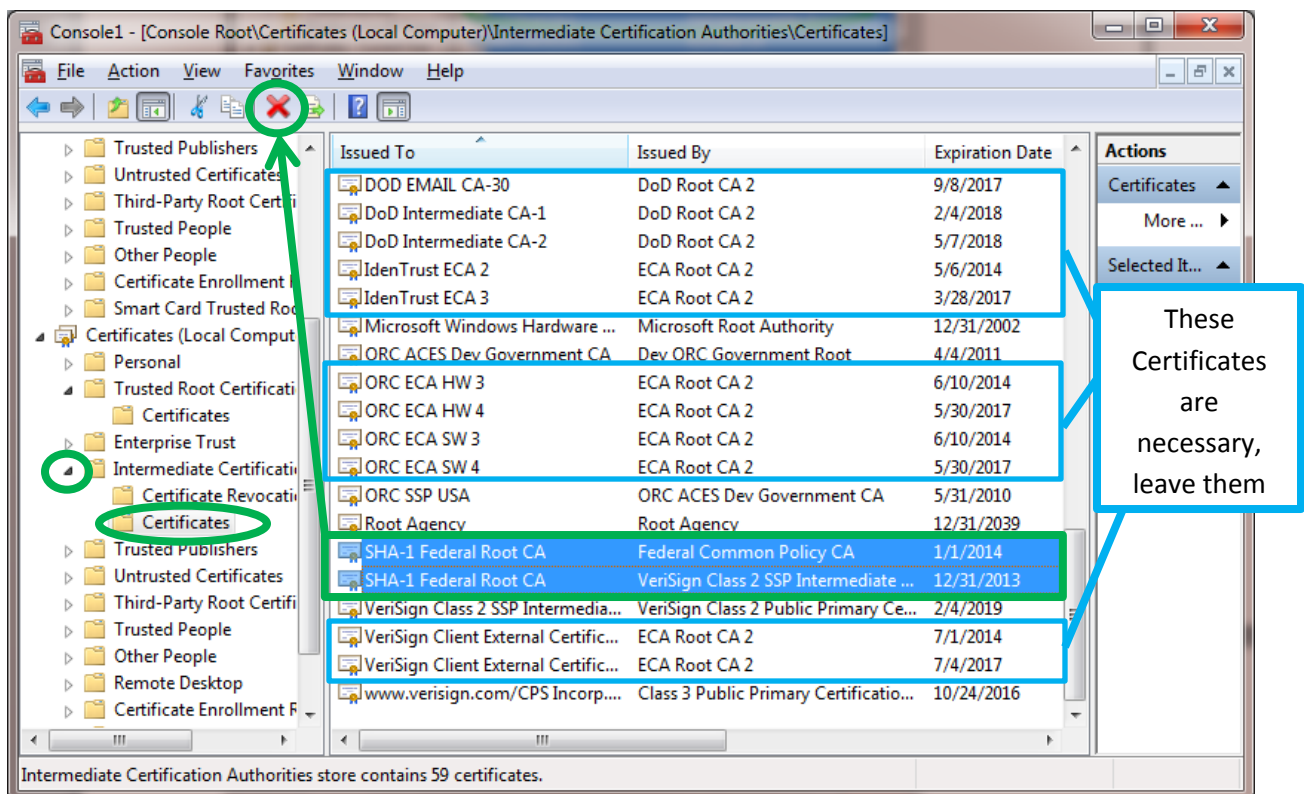 Console1 - [Console Root\Certificates (Local Computer)\Intermediate Certification Authorities\Certificates]
File Action View Favorites Window Help
Trusted Publishers
Untrusted Certificates
Third-Party Root Certifi
Trusted People
Other People
Certificate Enrollment
Smart Card Trusted Roo
Certificates (Local Comput
Personal
Trusted Root Certificati
Certificates
Enterprise Trust
Intermediate Certificati
Certificate Revocati
Certificates
Trusted Publishers
Untrusted Certificates
Third-Party Root Certifi
Trusted People
Other People
Remote Desktop
Certificate Enrollment R
Issued To Issued By Expiration Date
DOD EMAIL CA-30 DoD Root CA 2 9/8/2017
DoD Intermediate CA-1 DoD Root CA 2 2/4/2018
DoD Intermediate CA-2 DoD Root CA 2 5/7/2018
IdenTrust ECA 2 ECA Root CA 2 5/6/2014
IdenTrust ECA 3 ECA Root CA 2 3/28/2017
Microsoft Windows Hardware ... Microsoft Root Authority 12/31/2002
ORC ACES Dev Government CA Dev ORC Government Root 4/4/2011
ORC ECA HW 3 ECA Root CA 2 6/10/2014
ORC ECA HW 4 ECA Root CA 2 5/30/2017
ORC ECA SW 3 ECA Root CA 2 6/10/2014
ORC ECA SW 4 ECA Root CA 2 5/30/2017
ORC SSP USA ORC ACES Dev Government CA 5/31/2010
Root Agency Root Agency 12/31/2039
SHA-1 Federal Root CA Federal Common Policy CA 1/1/2014
SHA-1 Federal Root CA VeriSign Class 2 SSP Intermediate ... 12/31/2013
VeriSign Class 2 SSP Intermedia... VeriSign Class 2 Public Primary Ce... 2/4/2019
VeriSign Client External Certific... ECA Root CA 2 7/1/2014
VeriSign Client External Certific... ECA Root CA 2 7/4/2017
www.verisign.com/CPS Incorp.... Class 3 Public Primary Certificatio... 10/24/2016
Actions
Certificates
More ...
Selected It...
These
Certificates
are
necessary,
leave them
Intermediate Certification Authorities store contains 59 certificates.